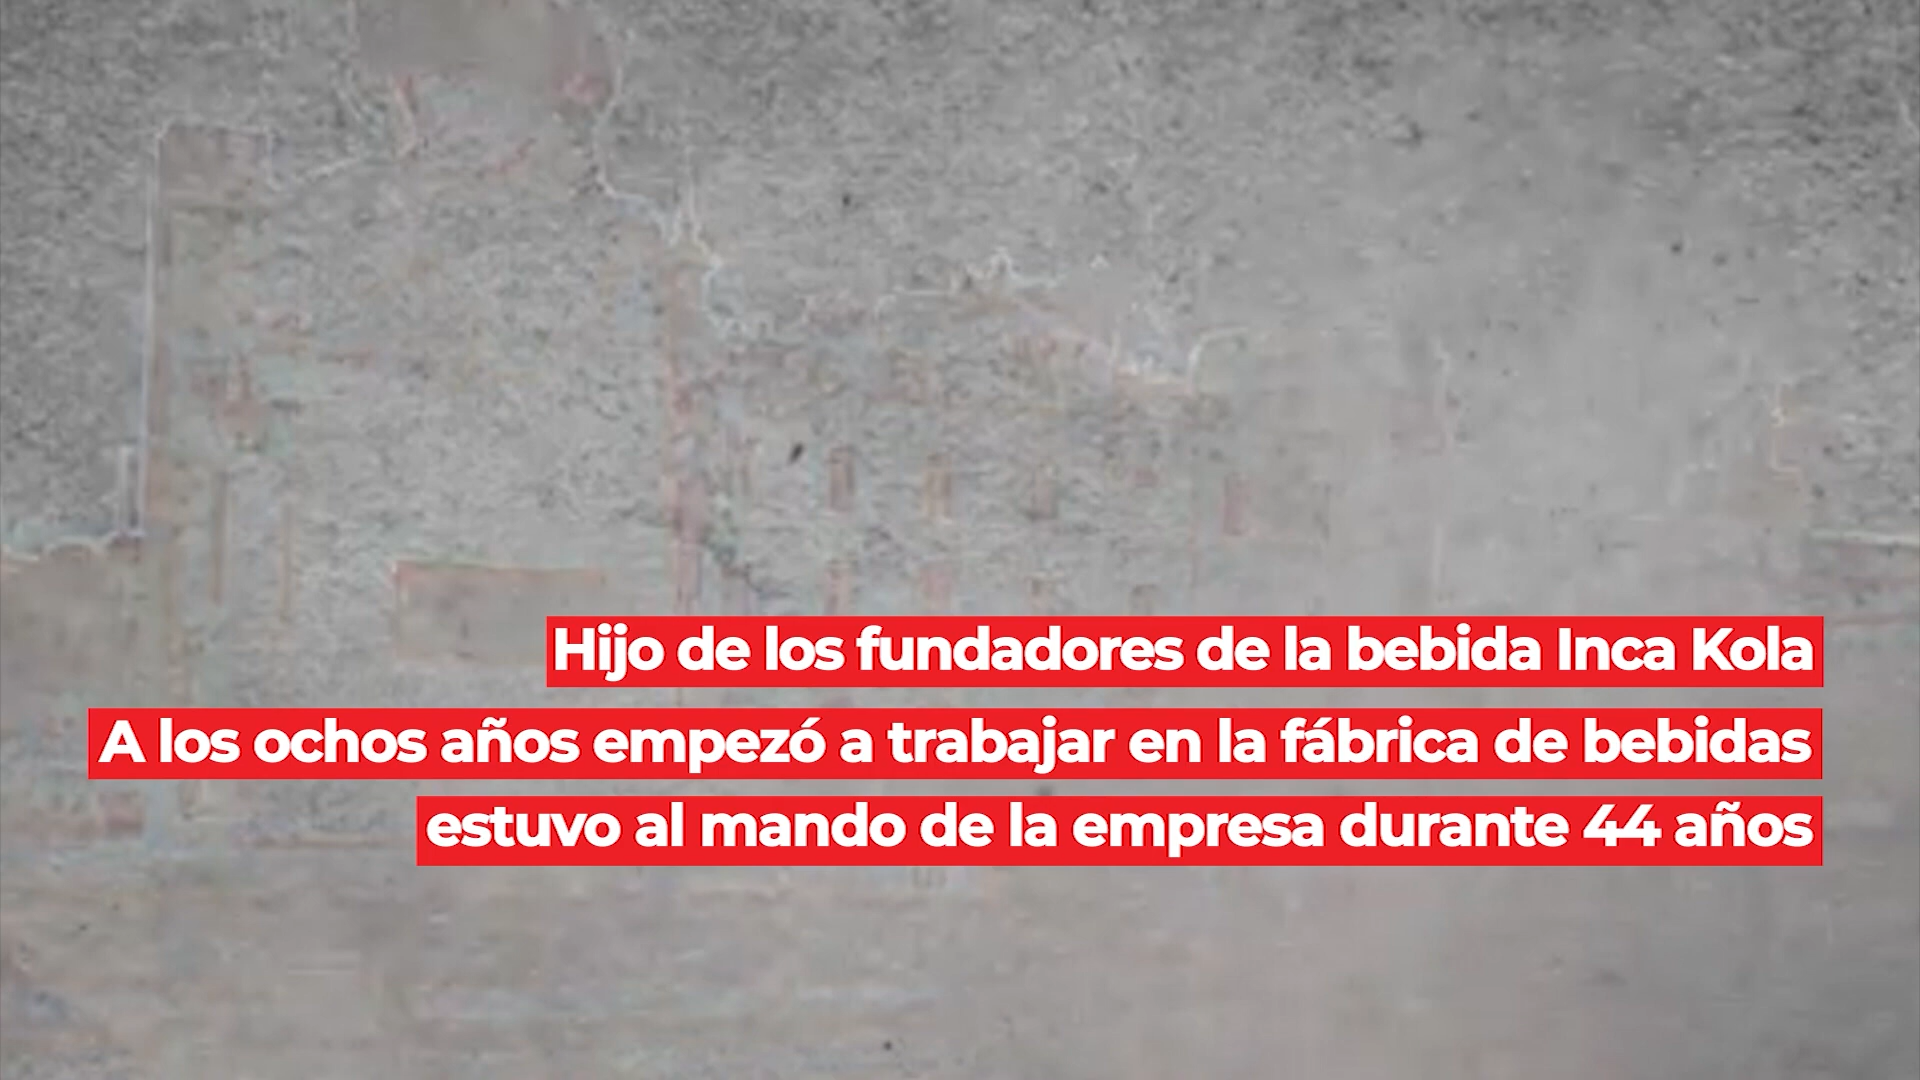 Hijo de los fundadores de la bebida Inca Kola
A los ochos años empezó a trabajar en la fábrica de bebidas
estuvo al mando de la empresa durante 44 años